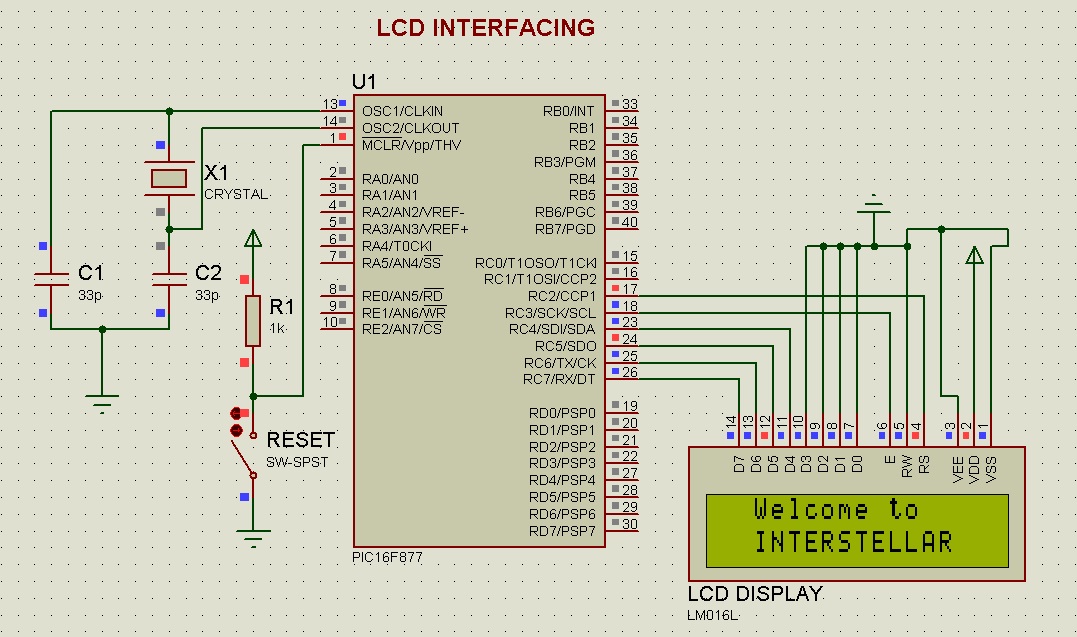 LCD INTERFACING
U1
13 OSC1/CLKIN
14 OSC2/CLKOUT
1 MCLR/Vpp/THV
2 RA0/AN0
3 RA1/AN1
4 RA2/AN2/VREF-
5 RA3/AN3/VREF+
6 RA4/T0CKI
7 RA5/AN4/SS
8 RE0/AN5/RD
9 RE1/AN6/WR
10 RE2/AN7/CS
RB0/INT 33
RB1 34
RB2 35
RB3/PGM 36
RB4 37
RB5 38
RB6/PGC 39
RB7/PGD 40
RC0/T1OSO/T1CKI 15
RC1/T1OSI/CCP2 16
RC2/CCP1 17
RC3/SCK/SCL 18
RC4/SDI/SDA 23
RC5/SDO 24
RC6/TX/CK 25
RC7/RX/DT 26
RD0/PSP0 19
RD1/PSP1 20
RD2/PSP2 21
RD3/PSP3 22
RD4/PSP4 27
RD5/PSP5 28
RD6/PSP6 29
RD7/PSP7 30
PIC16F877
X1
CRYSTAL
C1
33p
C2
33p
R1
1k
RESET
SW-SPST
14 13 12 11 10 9 8 7 6 5 4 3 2 1
D7 D6 D5 D4 D3 D2 D1 D0 E RW RS VEE VDD VSS
Welcome to
INTERSTELLAR
LCD DISPLAY
LM016L